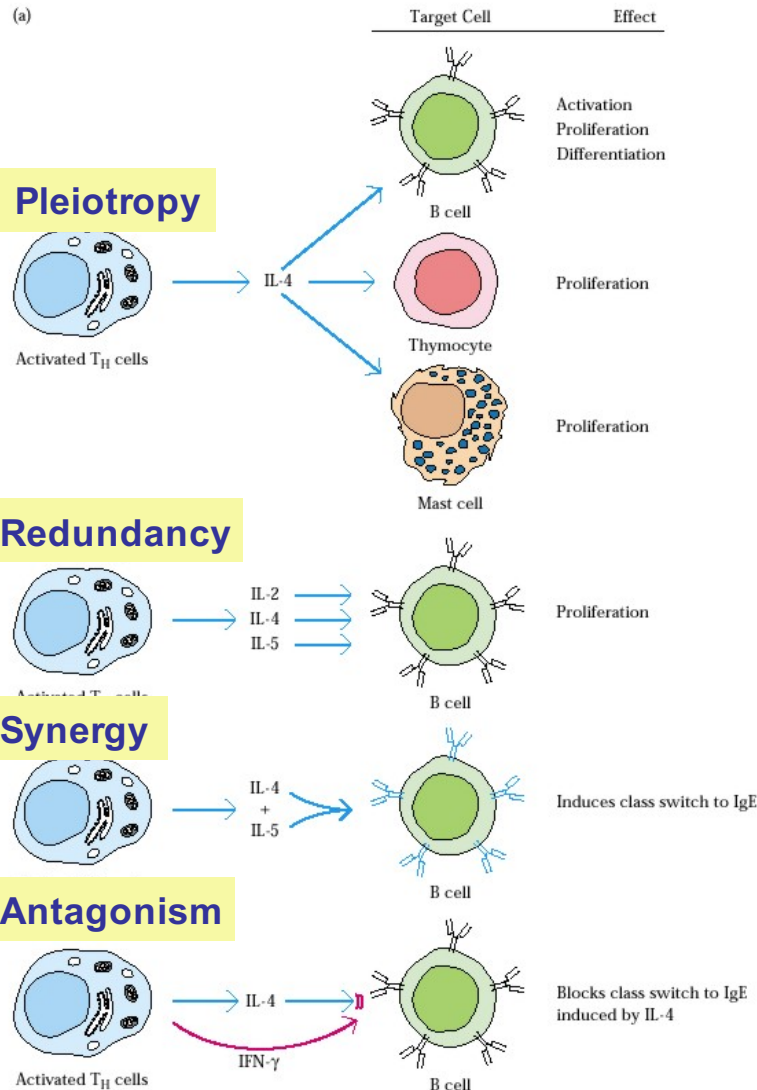 (a)
Target Cell Effect
Activation
Proliferation
Differentiation
B cell
Pleiotropy
IL-4
Proliferation
Activated TH cells
Thymocyte
Proliferation
Mast cell
Redundancy
IL-2
IL-4
IL-5
Proliferation
B cell
Synergy
IL-4
+
IL-5
Induces class switch to IgE
B cell
Antagonism
IL-4
Blocks class switch to IgE
induced by IL-4
IFN-γ
Activated TH cells
B cell